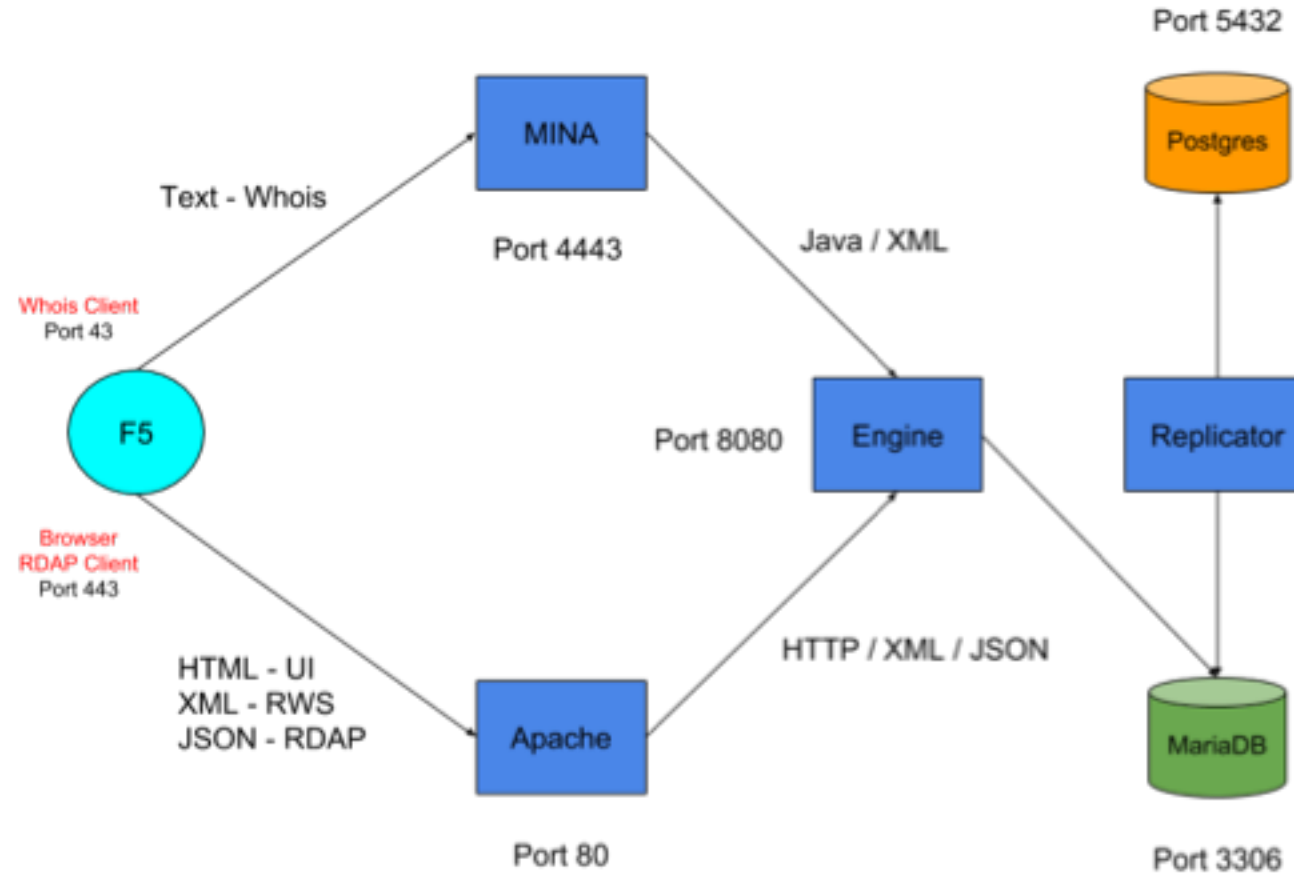 Port 5432
Postgres
MINA
Text - Whois
Port 4443
Java / XML
Whois Client
Port 43
F5
Port 8080
Engine
Replicator
Browser
RDAP Client
Port 443
HTML - UI
XML - RWS
JSON - RDAP
HTTP / XML / JSON
Apache
MariaDB
Port 80
Port 3306